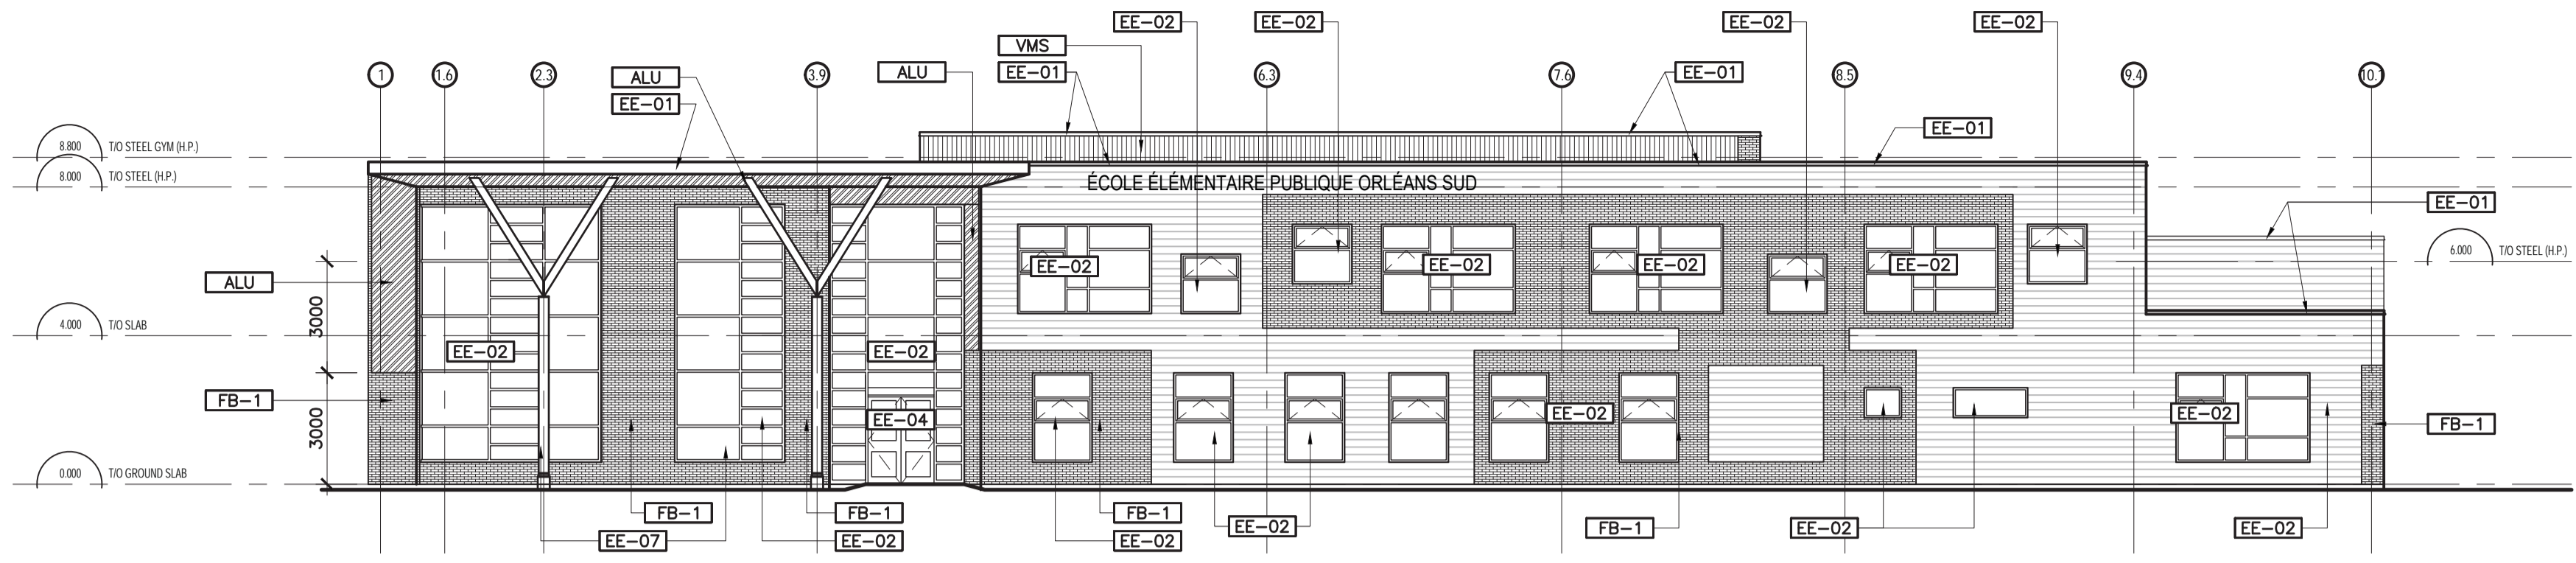 EE-02 EE-02 EE-02 EE-02
VMS
1 1.6 2.3 ALU 3.9 ALU EE-01 6.3 7.6 EE-01 8.5 9.4 10.1
EE-01
EE-01
8.800 T/O STEEL GYM (H.P.)
8.000 T/O STEEL (H.P.)
ÉCOLE ÉLÉMENTAIRE PUBLIQUE ORLÉANS SUD
EE-01
6.000 T/O STEEL (H.P.)
EE-02 EE-02 EE-02 EE-02
ALU
3000
4.000 T/O SLAB
EE-02 EE-02
FB-1
3000
EE-04 EE-02 EE-02
FB-1
0.000 T/O GROUND SLAB
FB-1 FB-1 FB-1
EE-02 FB-1 EE-02 EE-02
EE-07 EE-02 EE-02